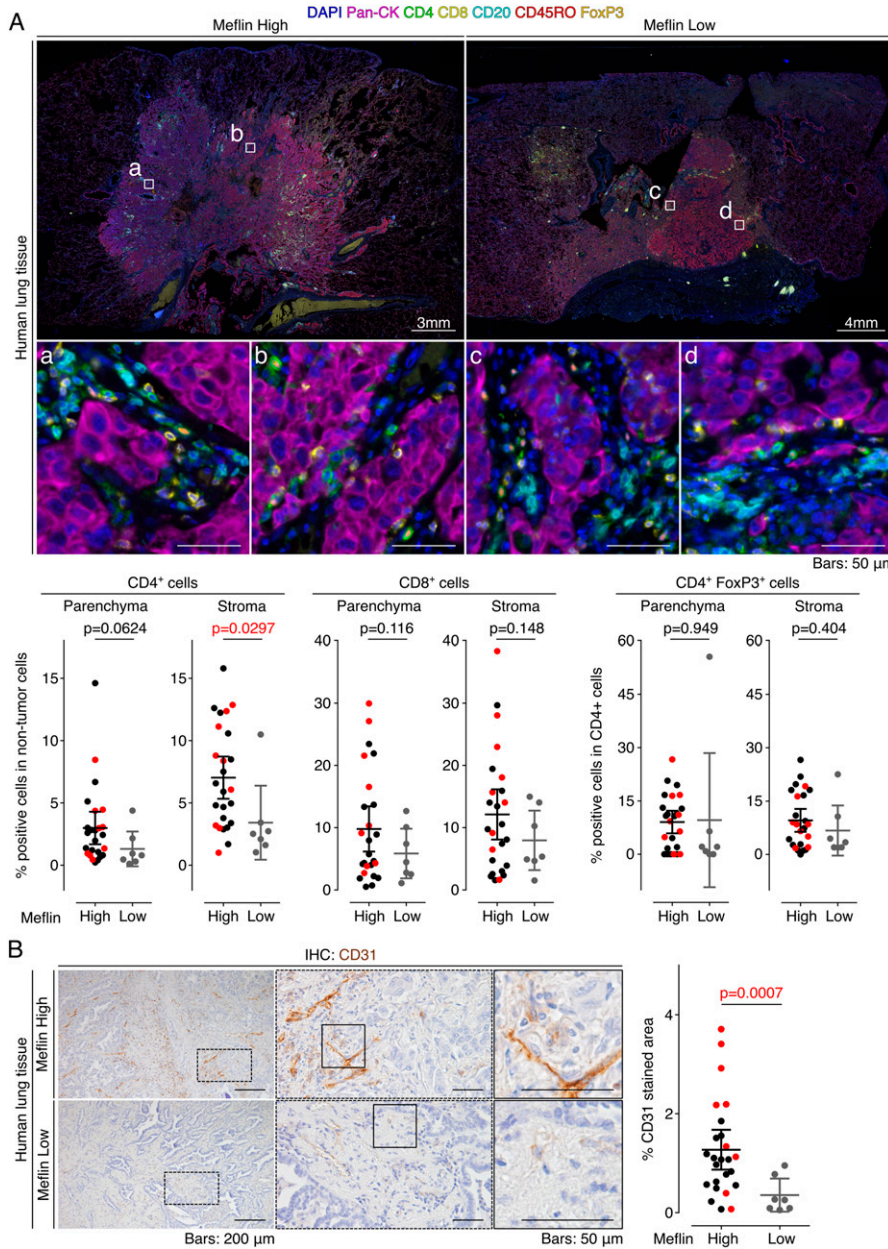 DAPI Pan-CK CD4 CD8 CD20 CD45RO FoxP3
A
Meflin High
Meflin Low
Human lung tissue
a
b
c
d
3mm
4mm
a
b
c
d
Bars: 50 µm
CD4⁺ cells
CD8⁺ cells
CD4⁺ FoxP3⁺ cells
Parenchyma
Stroma
Parenchyma
Stroma
Parenchyma
Stroma
p=0.0624
p=0.0297
p=0.116
p=0.148
p=0.949
p=0.404
% positive cells in non-tumor cells
15
10
5
0
15
10
5
0
40
30
20
10
0
40
30
20
10
0
% positive cells in CD4+ cells
60
45
30
15
0
60
45
30
15
0
Meflin
High Low
High Low
High Low
High Low
High Low
High Low
B
IHC: CD31
Human lung tissue
Meflin High
Meflin Low
Bars: 200 µm
Bars: 50 µm
p=0.0007
% CD31 stained area
4
2
0
Meflin High Low